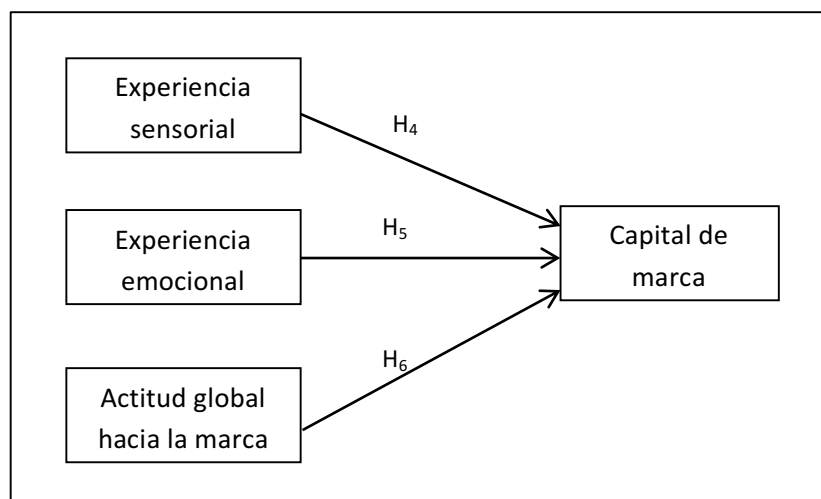 Experiencia
sensorial
H₄
Experiencia
emocional
H₅
Capital de
marca
H₆
Actitud global
hacia la marca